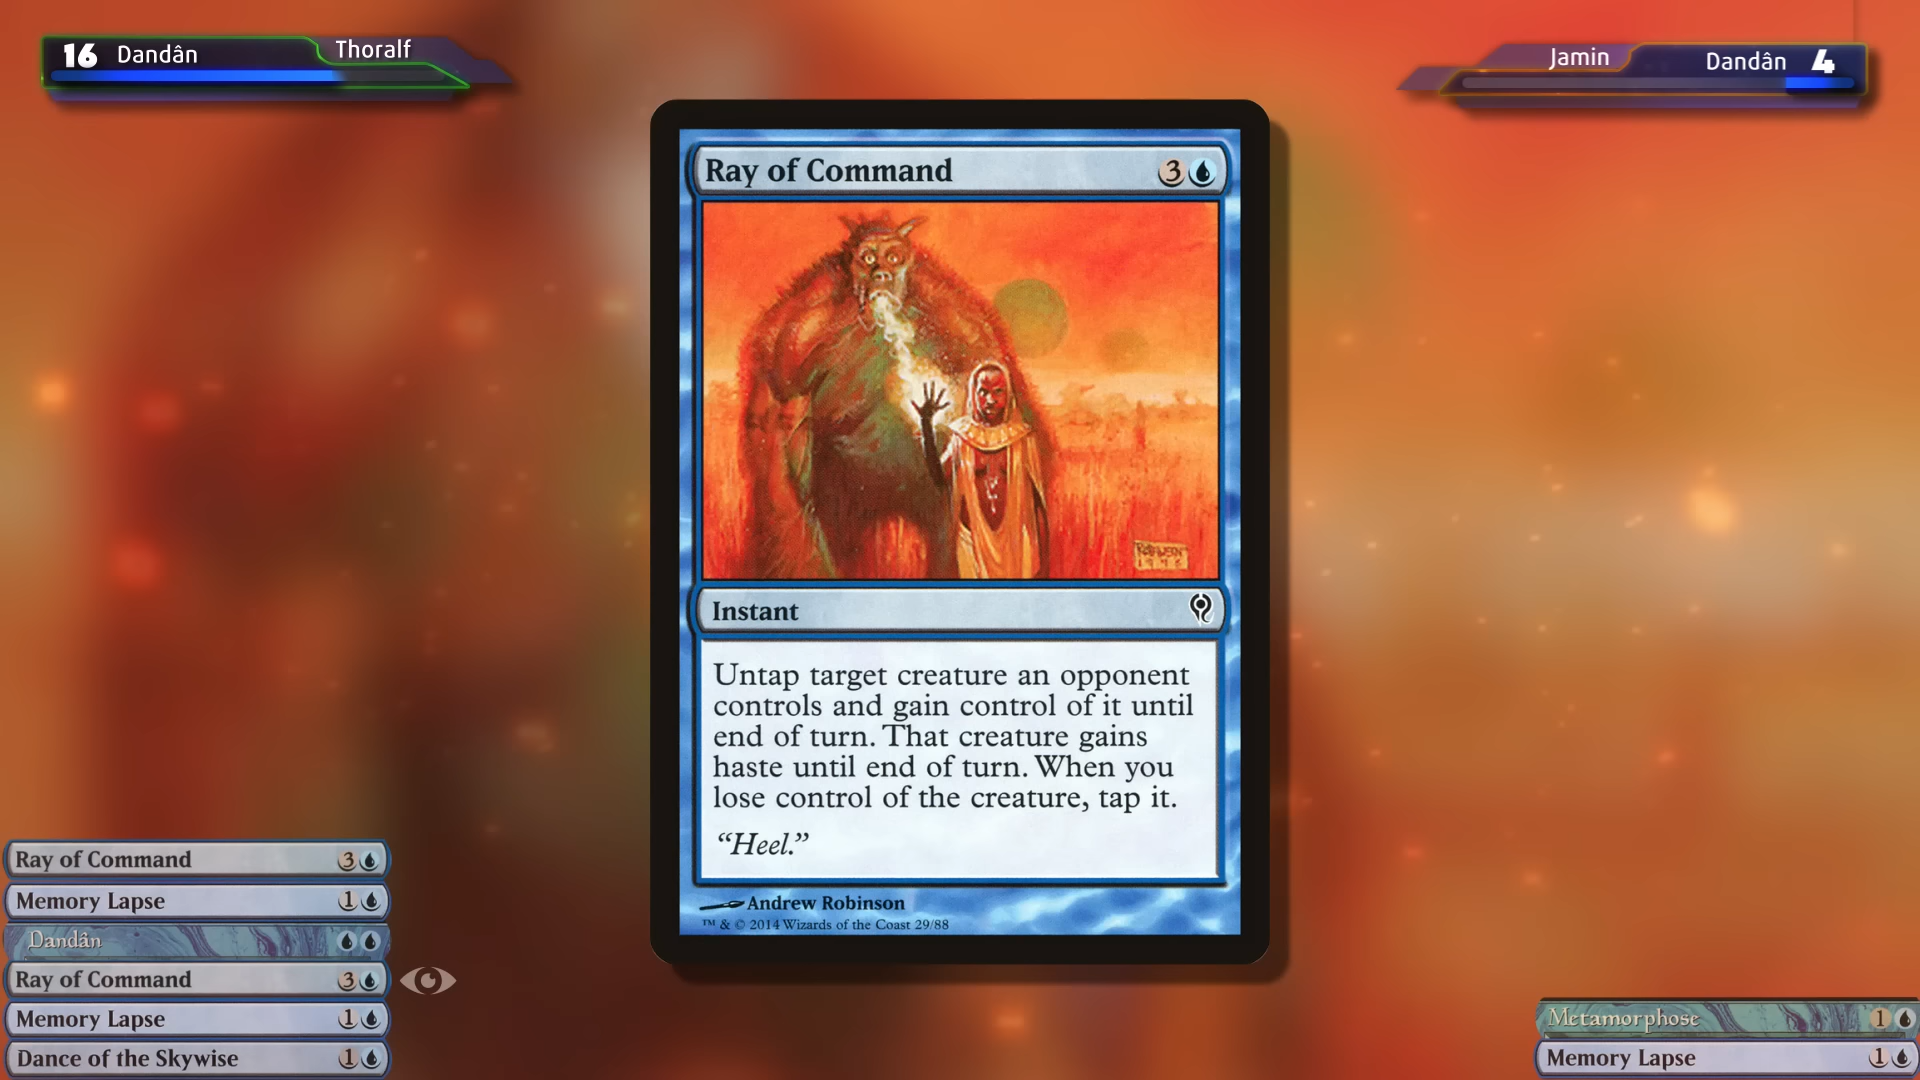 16 Dandân Thoralf
Jamin Dandân 4
Ray of Command 3
Instant
Untap target creature an opponent
controls and gain control of it until
end of turn. That creature gains
haste until end of turn. When you
lose control of the creature, tap it.
“Heel.”
Andrew Robinson
™ & © 2014 Wizards of the Coast 29/88
Ray of Command 3
Memory Lapse 1
Dandân
Ray of Command 3
Memory Lapse 1
Dance of the Skywise 1
Metamorphose 1
Memory Lapse 1